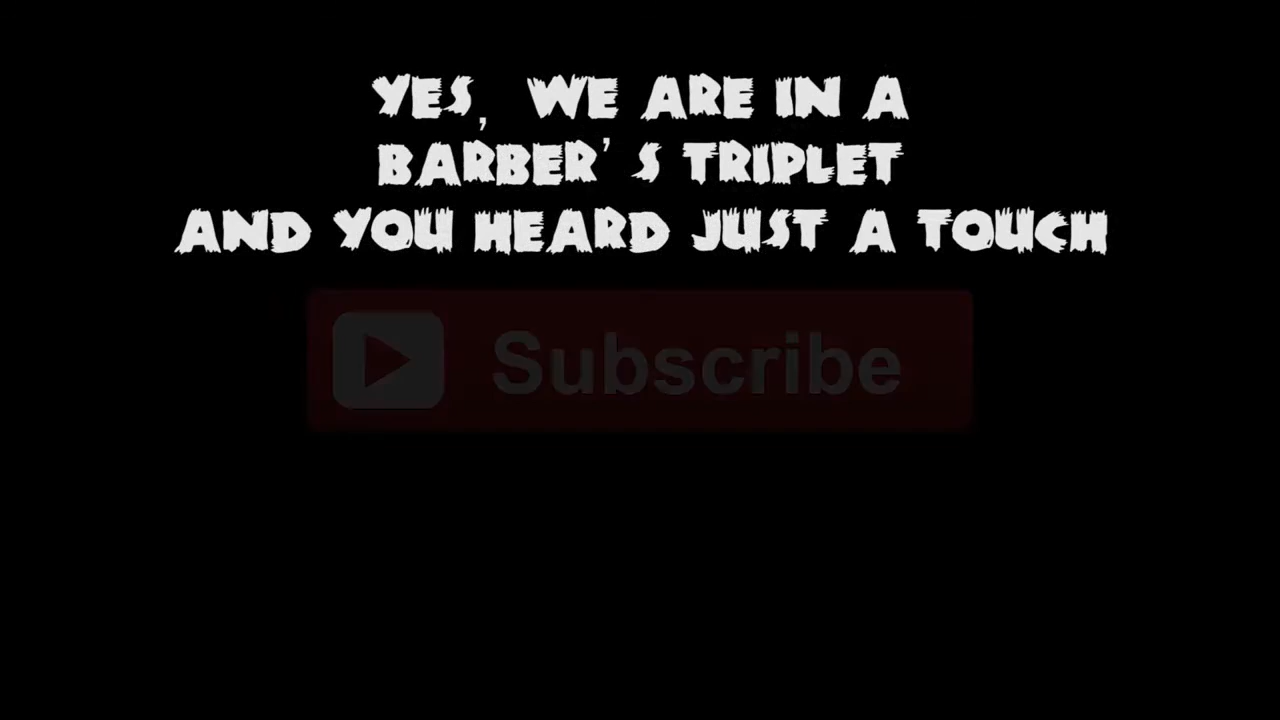 YES, WE ARE IN A
BARBER'S TRIPLET
AND YOU HEARD JUST A TOUCH
Subscribe